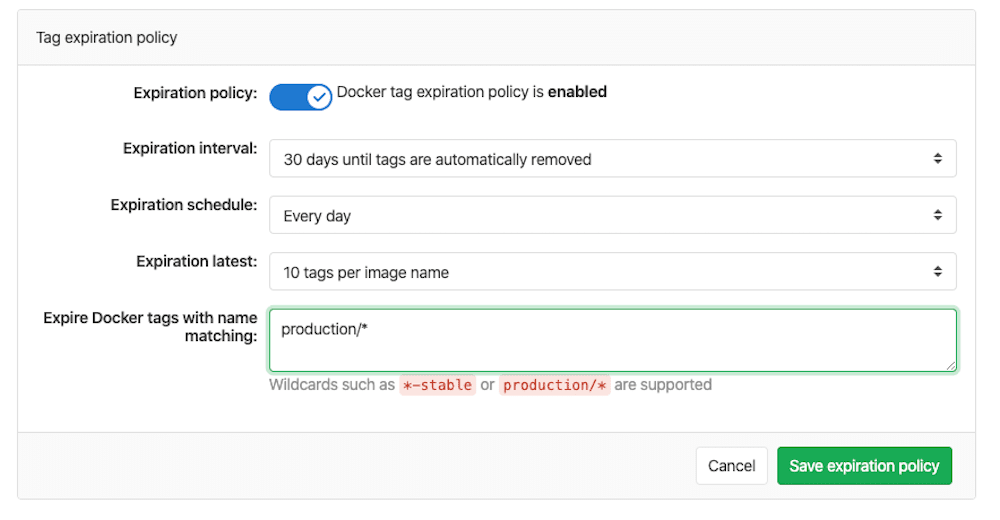 Tag expiration policy
Expiration policy: Docker tag expiration policy is enabled
Expiration interval: 30 days until tags are automatically removed
Expiration schedule: Every day
Expiration latest: 10 tags per image name
Expire Docker tags with name
matching:
production/*
Wildcards such as *-stable or production/* are supported
Cancel Save expiration policy